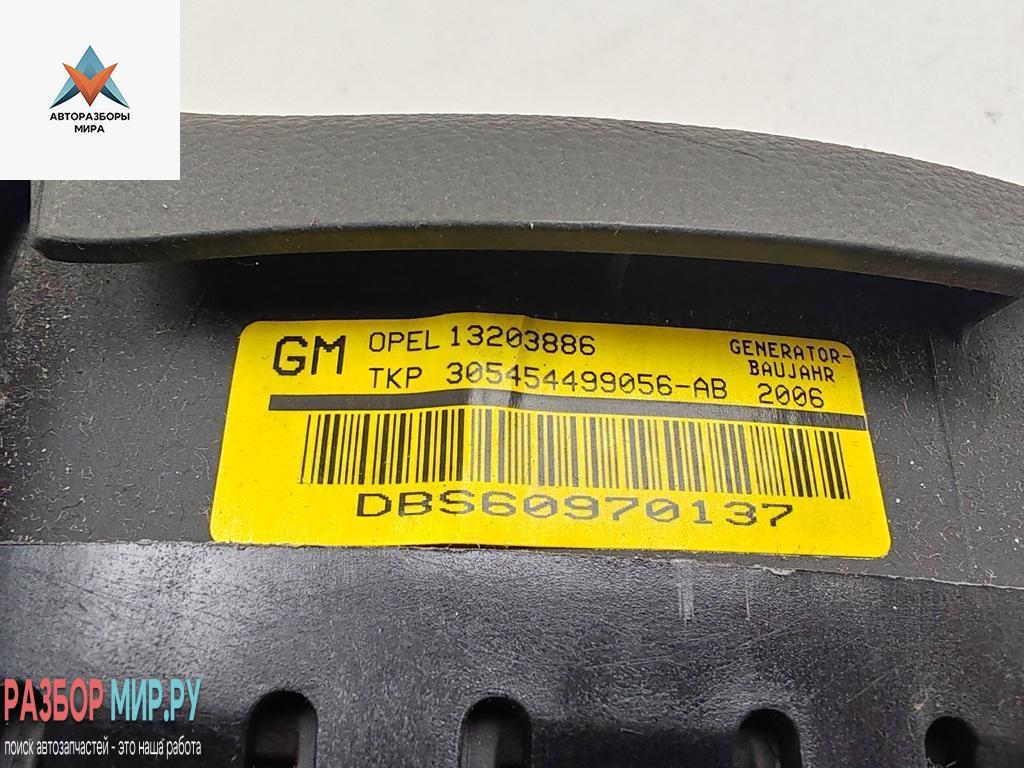 АВТОРАЗБОРЫ
МИРА
GM OPEL 13203886
TKP 305454499056-AB
GENERATOR-
BAUJAHR
2006
DBS60970137
РАЗБОР МИР.РУ
поиск автозапчастей - это наша работа